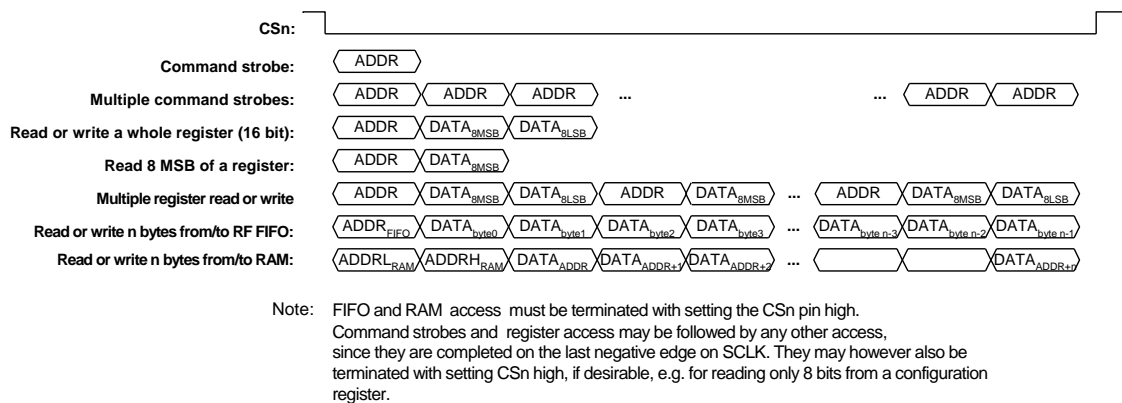 CSn:
Command strobe: ADDR
Multiple command strobes: ADDR ADDR ADDR ... ... ADDR ADDR
Read or write a whole register (16 bit): ADDR DATA8MSB DATA8LSB
Read 8 MSB of a register: ADDR DATA8MSB
Multiple register read or write ADDR DATA8MSB DATA8LSB ADDR DATA8MSB ... ADDR DATA8MSB DATA8LSB
Read or write n bytes from/to RF FIFO: ADDRFIFO DATAbyte0 DATAbyte1 DATAbyte2 DATAbyte3 ... DATAbyte n-3 DATAbyte n-2 DATAbyte n-1
Read or write n bytes from/to RAM: ADDRLRAM ADDRHRAM DATAADDR DATAADDR+1 DATAADDR+2 ... DATAADDR+n
Note: FIFO and RAM access must be terminated with setting the CSn pin high.
Command strobes and register access may be followed by any other access,
since they are completed on the last negative edge on SCLK. They may however also be
terminated with setting CSn high, if desirable, e.g. for reading only 8 bits from a configuration
register.